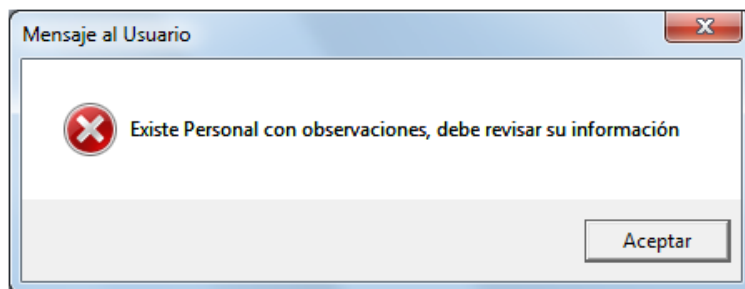 Mensaje al Usuario
Existe Personal con observaciones, debe revisar su información
Aceptar